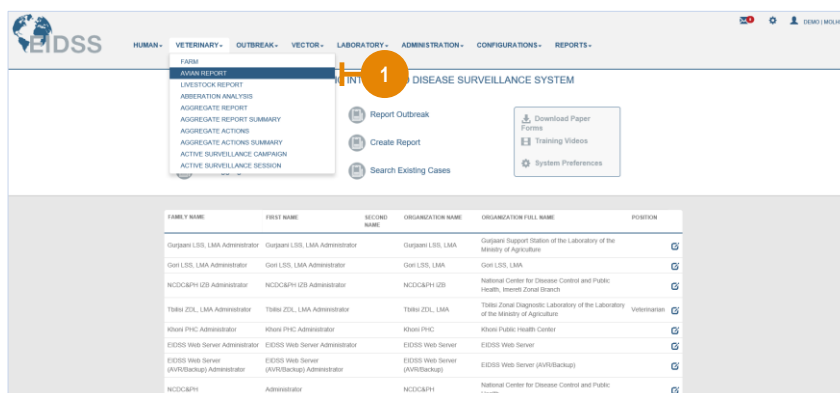 EIDSS
HUMAN VETERINARY OUTBREAK VECTOR LABORATORY ADMINISTRATION CONFIGURATIONS REPORTS
DEMO | MOLH
FARM
AVIAN REPORT
LIVESTOCK REPORT
ABBERATION ANALYSIS
AGGREGATE REPORT
AGGREGATE REPORT SUMMARY
AGGREGATE ACTIONS
AGGREGATE ACTIONS SUMMARY
ACTIVE SURVEILLANCE CAMPAIGN
ACTIVE SURVEILLANCE SESSION
1
DISEASE SURVEILLANCE SYSTEM
Report Outbreak
Create Report
Search Existing Cases
Download Paper
Forms
Training Videos
System Preferences
FAMILY NAME FIRST NAME SECOND NAME ORGANIZATION NAME ORGANIZATION FULL NAME POSITION
Gurjaani LSS, LMA Administrator Gurjaani LSS, LMA Administrator Gurjaani LSS, LMA Gurjaani Support Station of the Laboratory of the
Ministry of Agriculture
Gori LSS, LMA Administrator Gori LSS, LMA Administrator Gori LSS, LMA Gori LSS, LMA
NCDC&PH IZB Administrator NCDC&PH IZB Administrator NCDC&PH IZB National Center for Disease Control and Public
Health, Imereti Zonal Branch
Tbilisi ZDL, LMA Administrator Tbilisi ZDL, LMA Administrator Tbilisi ZDL, LMA Tbilisi Zonal Diagnostic Laboratory of the Laboratory Veterinarian
of the Ministry of Agriculture
Khoni PHC Administrator Khoni PHC Administrator Khoni PHC Khoni Public Health Center
EIDSS Web Server Administrator EIDSS Web Server Administrator EIDSS Web Server EIDSS Web Server
EIDSS Web Server EIDSS Web Server EIDSS Web Server EIDSS Web Server (AVR/Backup)
(AVR/Backup) Administrator (AVR/Backup) Administrator (AVR/Backup)
NCDC&PH Administrator NCDC&PH National Center for Disease Control and Public